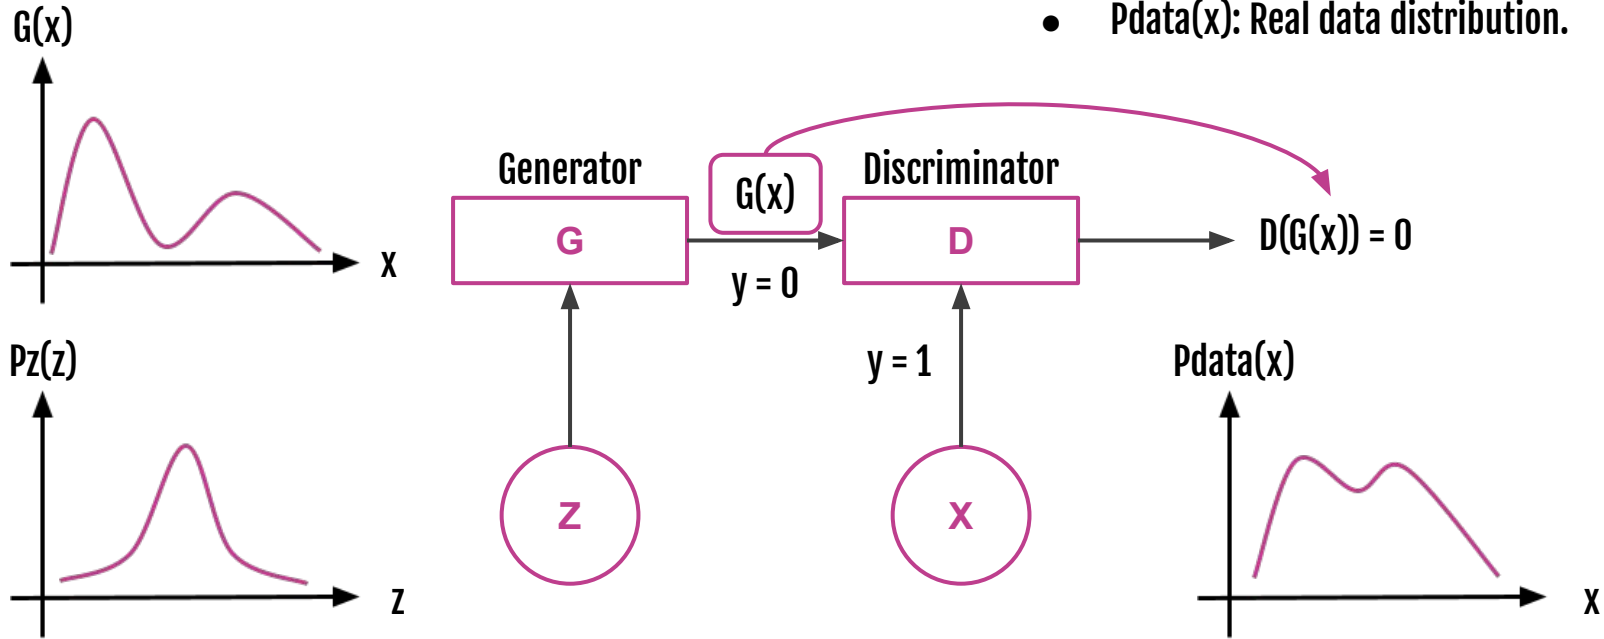 ● Pdata(x): Real data distribution.
G(x)
x
Generator
G(x)
Discriminator
G
D
D(G(x)) = 0
y = 0
Pz(z)
z
y = 1
Z
X
Pdata(x)
x